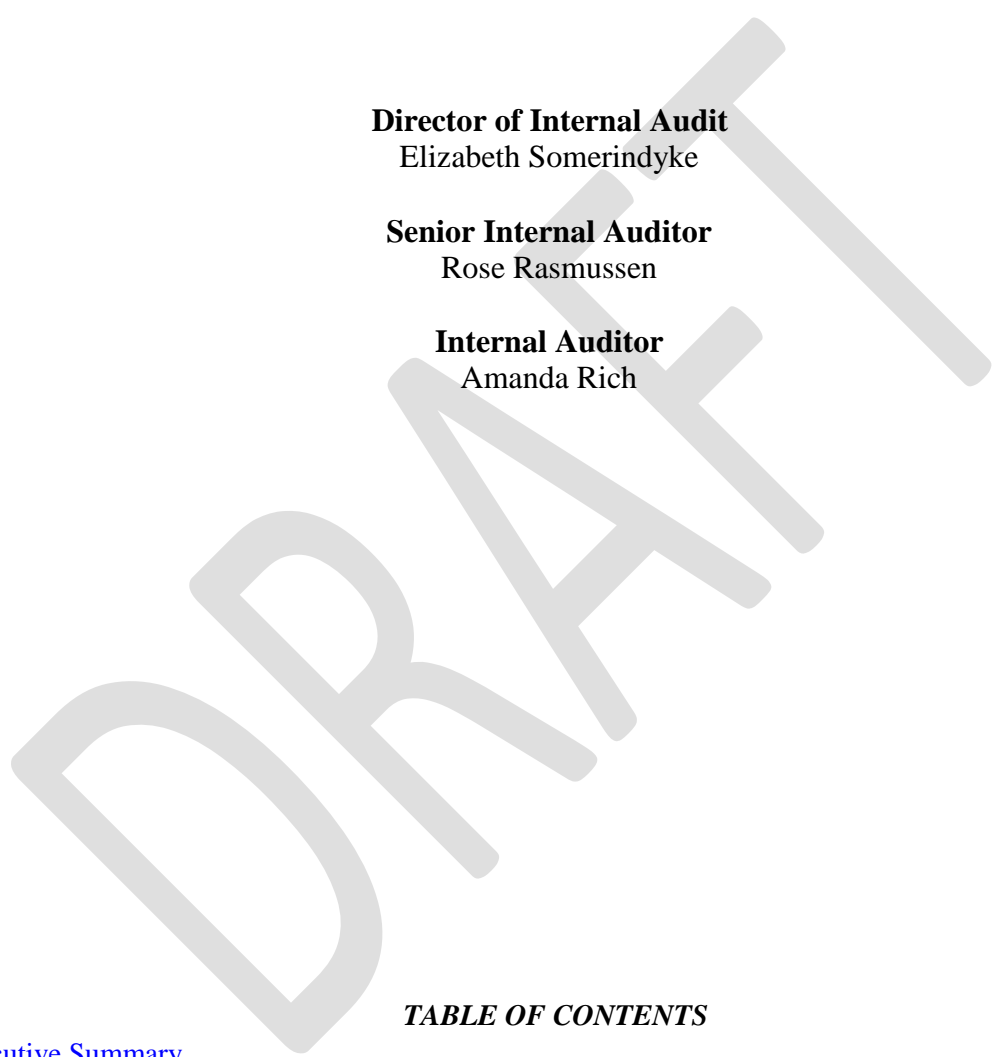 Director of Internal Audit
Elizabeth Somerindyke
Senior Internal Auditor
Rose Rasmussen
Internal Auditor
Amanda Rich
DRAFT
TABLE OF CONTENTS
cutive Summary